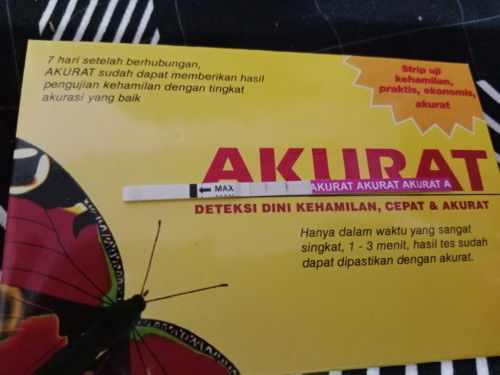 7 hari setelah berhubungan,
AKURAT sudah dapat memberikan hasil
pengujian kehamilan dengan tingkat
akurasi yang baik
Strip uji
kehamilan,
praktis, ekonomis,
akurat
AKURAT
MAX
AKURAT AKURAT AKURAT A
DETEKSI DINI KEHAMILAN, CEPAT & AKURAT
Hanya dalam waktu yang sangat
singkat, 1 - 3 menit, hasil tes sudah
dapat dipastikan dengan akurat.